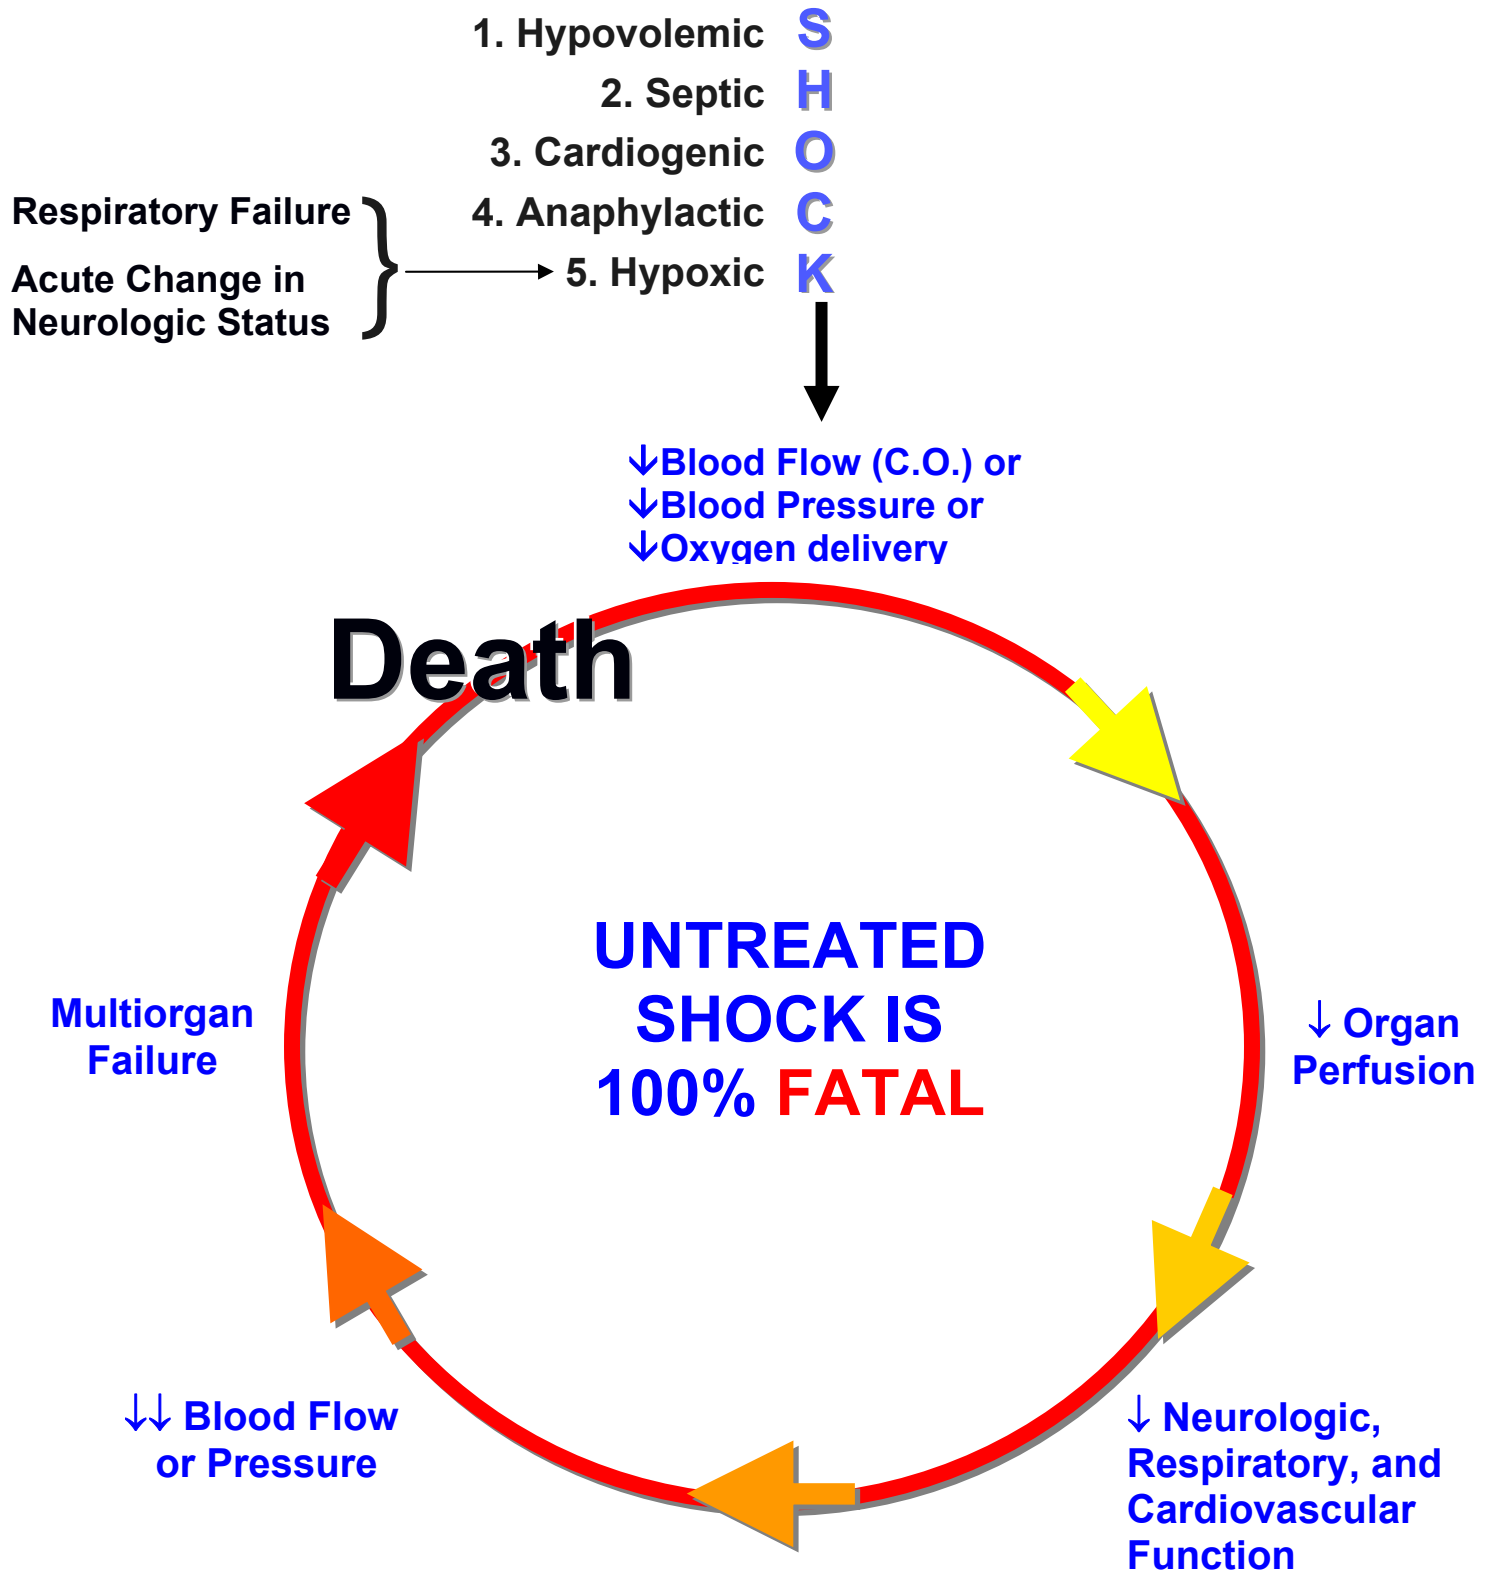 1. Hypovolemic S
2. Septic H
3. Cardiogenic O
4. Anaphylactic C
5. Hypoxic K
Respiratory Failure
Acute Change in
Neurologic Status
↓Blood Flow (C.O.) or
↓Blood Pressure or
↓Oxygen delivery
Death
UNTREATED
SHOCK IS
100% FATAL
↓ Organ
Perfusion
↓ Neurologic,
Respiratory, and
Cardiovascular
Function
↓↓ Blood Flow
or Pressure
Multiorgan
Failure